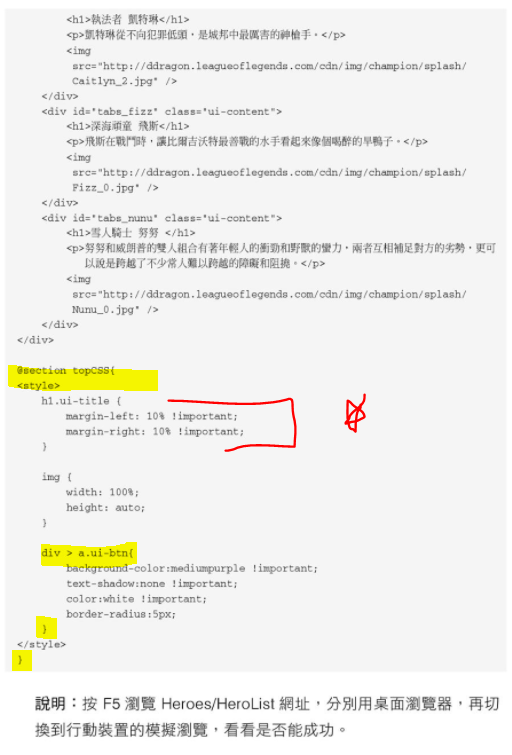 <h1>執法者 凱特琳</h1>
<p>凱特琳從不向犯罪低頭，是城邦中最厲害的神槍手。</p>
<img
src="http://ddragon.leagueoflegends.com/cdn/img/champion/splash/
Caitlyn_2.jpg" />
</div>
<div id="tabs_fizz" class="ui-content">
<h1>深海頑童 飛斯</h1>
<p>飛斯在戰鬥時，讓比爾吉沃特最善戰的水手看起來像個喝醉的旱鴨子。</p>
<img
src="http://ddragon.leagueoflegends.com/cdn/img/champion/splash/
Fizz_0.jpg" />
</div>
<div id="tabs_nunu" class="ui-content">
<h1>雪人騎士 努努 </h1>
<p>努努和威朗普的雙人組合有著年輕人的衝勁和野獸的蠻力，兩者互相補足對方的劣勢，更可
以說是跨越了不少常人難以跨越的障礙和阻撓。</p>
<img
src="http://ddragon.leagueoflegends.com/cdn/img/champion/splash/
Nunu_0.jpg" />
</div>
</div>
@section topCSS{
<style>
h1.ui-title {
margin-left: 10% !important;
margin-right: 10% !important;
}
img {
width: 100%;
height: auto;
}
div > a.ui-btn{
background-color:mediumpurple !important;
text-shadow:none !important;
color:white !important;
border-radius:5px;
}
</style>
}
說明：按 F5 瀏覽 Heroes/HeroList 網址，分別用桌面瀏覽器，再切
換到行動裝置的模擬瀏覽，看看是否能成功。